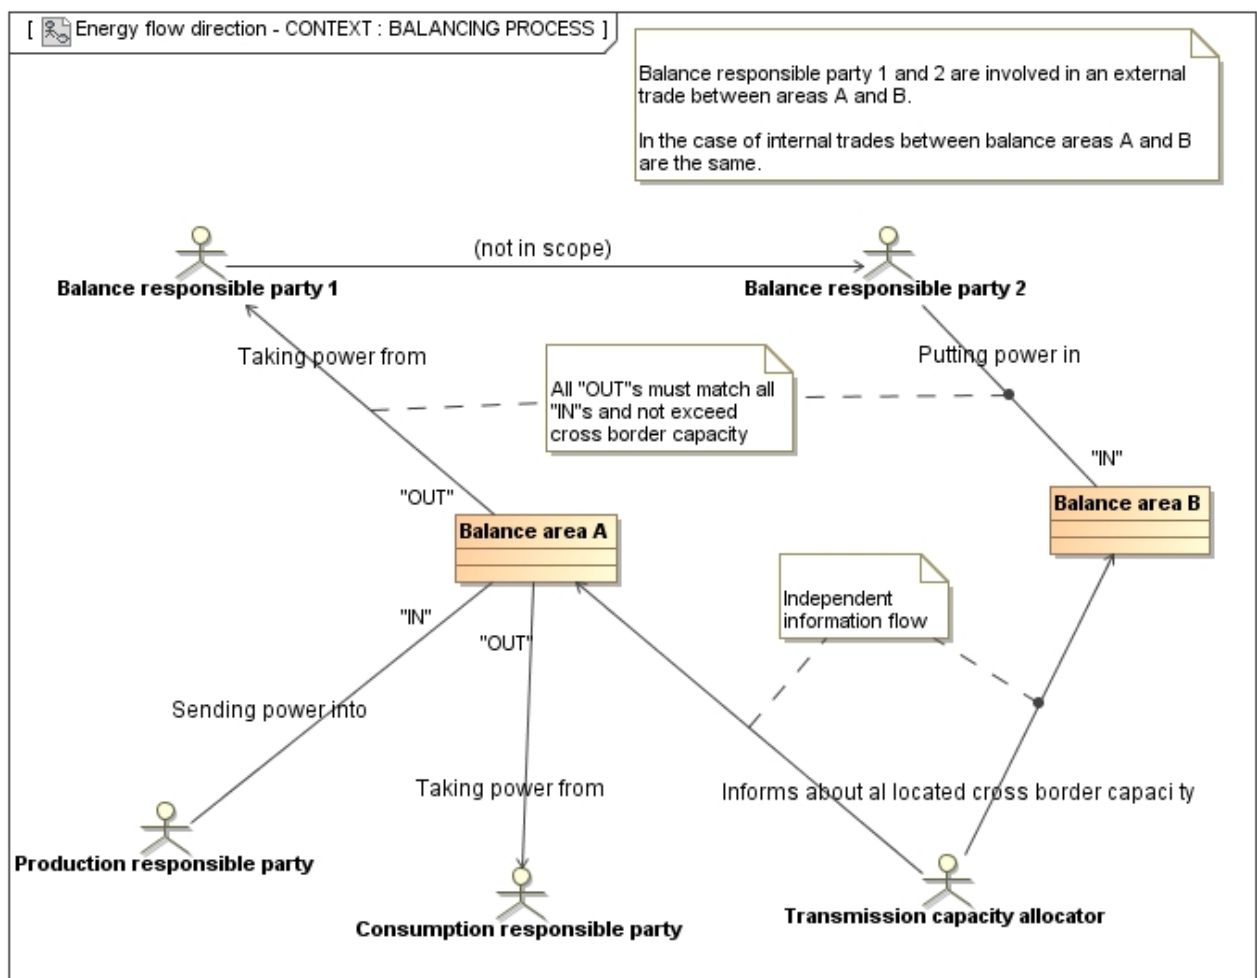 [ Energy flow direction - CONTEXT : BALANCING PROCESS ]
Balance responsible party 1 and 2 are involved in an external
trade between areas A and B.
In the case of internal trades between balance areas A and B
are the same.
(not in scope)
Balance responsible party 1
Balance responsible party 2
Taking power from
Putting power in
All "OUT"s must match all
"IN"s and not exceed
cross border capacity
"IN"
"OUT"
Balance area B
Balance area A
Independent
information flow
"IN"
"OUT"
Sending power into
Taking power from
Informs about al located cross border capaci ty
Production responsible party
Transmission capacity allocator
Consumption responsible party